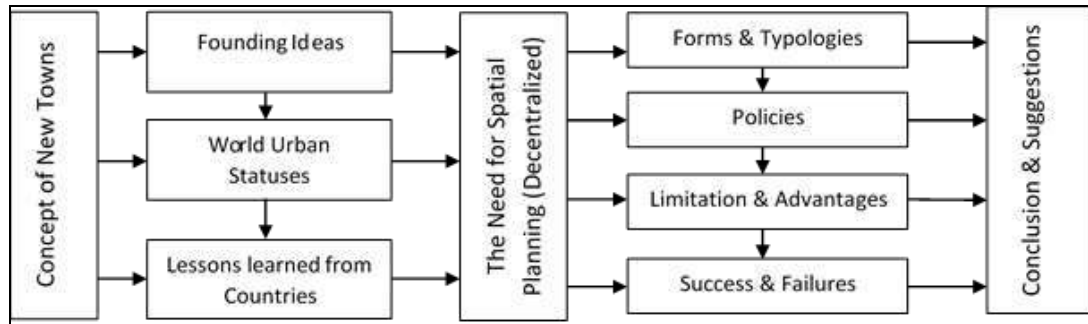 Concept of New Towns
Founding Ideas
World Urban
Statuses
Lessons learned from
Countries
The Need for Spatial
Planning (Decentralized)
Forms & Typologies
Policies
Limitation & Advantages
Success & Failures
Conclusion & Suggestions